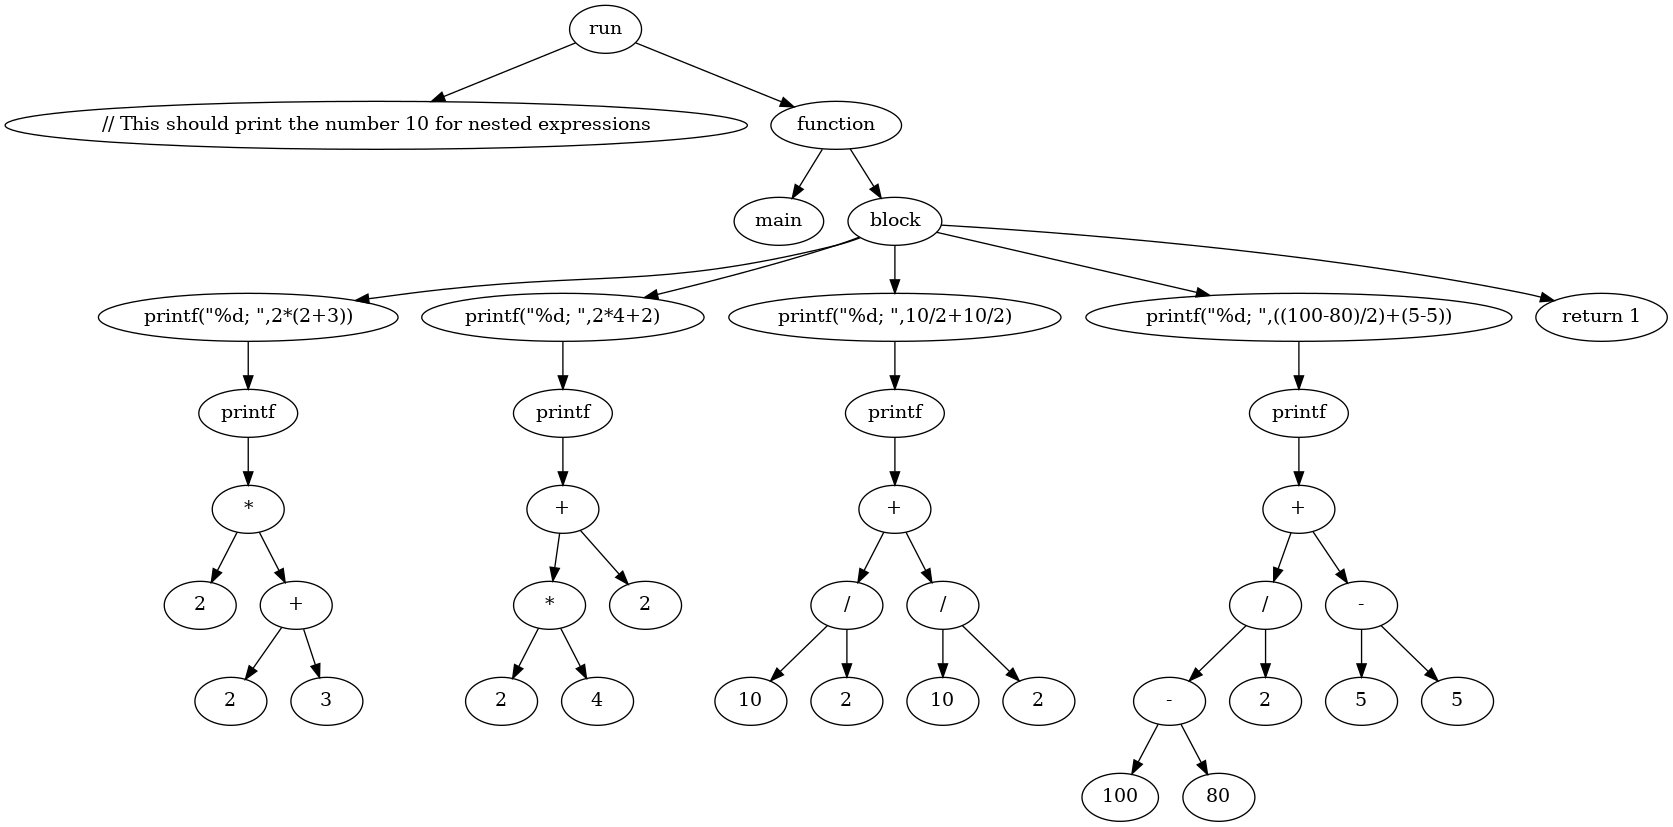 run
// This should print the number 10 for nested expressions
function
main
block
printf("%d; ",2*(2+3))
printf("%d; ",2*4+2)
printf("%d; ",10/2+10/2)
printf("%d; ",((100-80)/2)+(5-5))
return 1
printf
printf
printf
printf
*
+
+
+
2
+
*
2
/
/
/
-
2
3
2
4
10
2
10
2
-
2
5
5
100
80